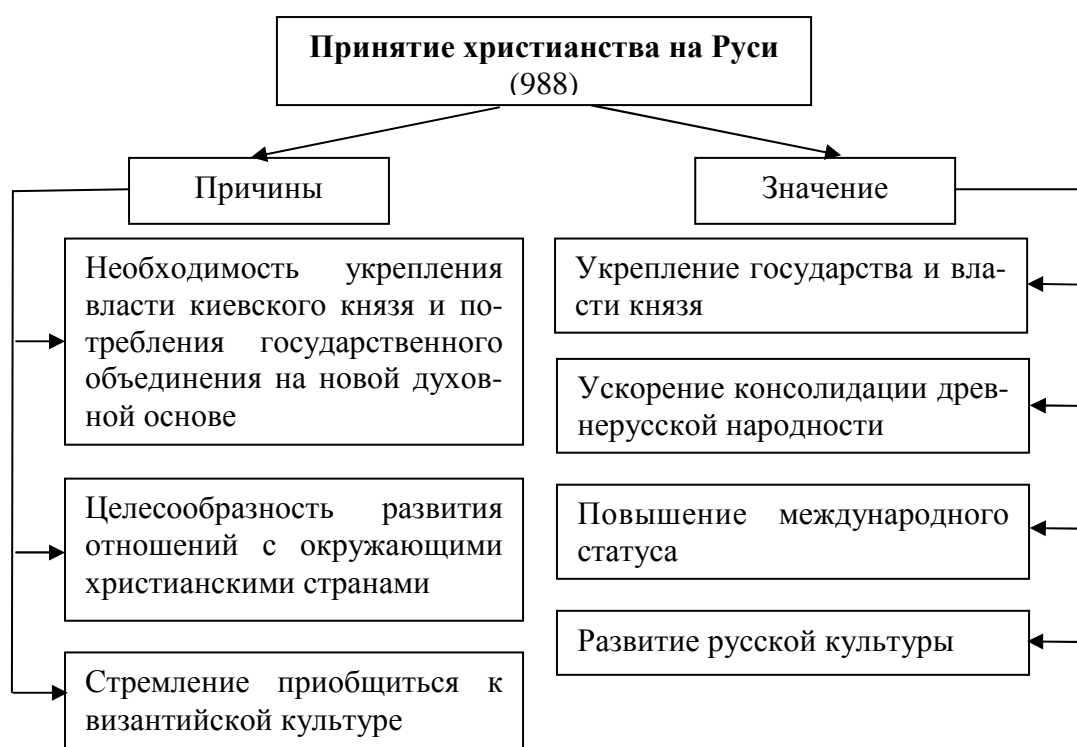 Принятие христианства на Руси
(988)
Причины
Необходимость укрепления
власти киевского князя и по-
требления государственного
объединения на новой духов-
ной основе
Целесообразность развития
отношений с окружающими
христианскими странами
Стремление приобщиться к
византийской культуре
Значение
Укрепление государства и вла-
сти князя
Ускорение консолидации древ-
нерусской народности
Повышение международного
статуса
Развитие русской культуры